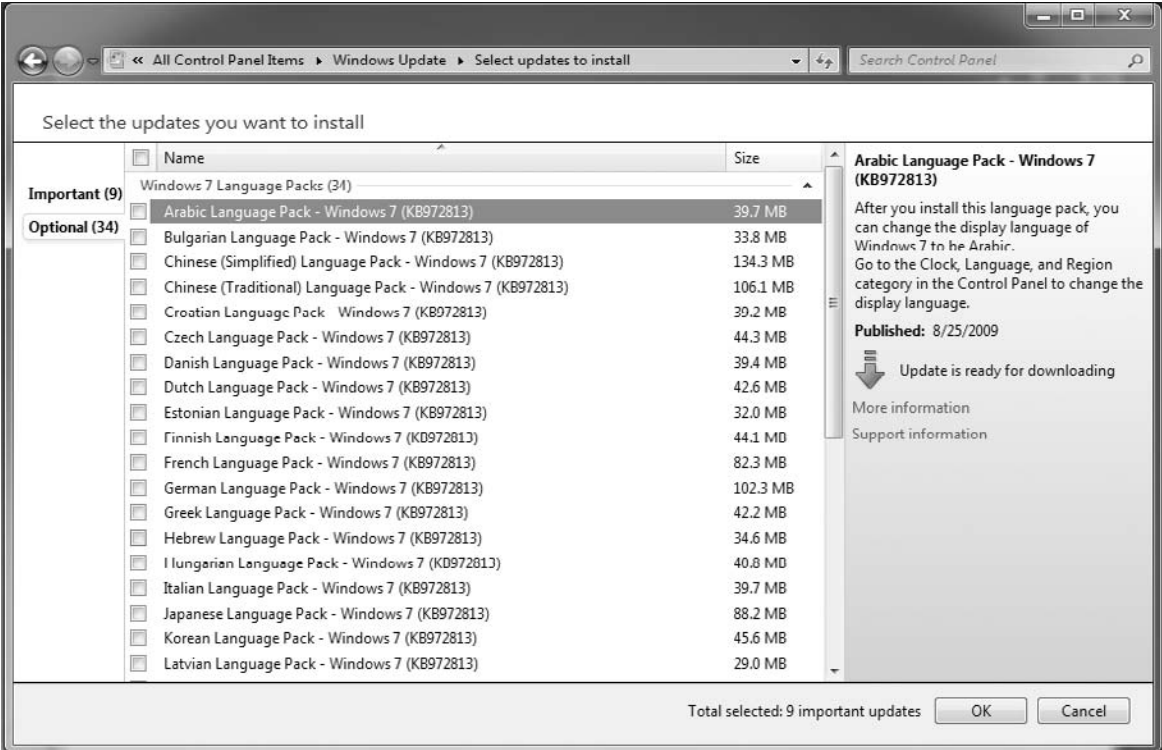 « All Control Panel Items ▸ Windows Update ▸ Select updates to install
Search Control Panel
Select the updates you want to install
Important (9)
Optional (34)
Name Size
Windows 7 Language Packs (34)
Arabic Language Pack - Windows 7 (KB972813) 39.7 MB
Bulgarian Language Pack - Windows 7 (KB972813) 33.8 MB
Chinese (Simplified) Language Pack - Windows 7 (KB972813) 134.3 MB
Chinese (Traditional) Language Pack - Windows 7 (KB972813) 106.1 MB
Croatian Language Pack - Windows 7 (KB972813) 39.2 MB
Czech Language Pack - Windows 7 (KB972813) 44.3 MB
Danish Language Pack - Windows 7 (KB972813) 39.4 MB
Dutch Language Pack - Windows 7 (KB972813) 42.6 MB
Estonian Language Pack - Windows 7 (KB972813) 32.0 MB
Finnish Language Pack - Windows 7 (KB972813) 44.1 MB
French Language Pack - Windows 7 (KB972813) 82.3 MB
German Language Pack - Windows 7 (KB972813) 102.3 MB
Greek Language Pack - Windows 7 (KB972813) 42.2 MB
Hebrew Language Pack - Windows 7 (KB972813) 34.6 MB
Hungarian Language Pack - Windows 7 (KB972813) 40.8 MB
Italian Language Pack - Windows 7 (KB972813) 39.7 MB
Japanese Language Pack - Windows 7 (KB972813) 88.2 MB
Korean Language Pack - Windows 7 (KB972813) 45.6 MB
Latvian Language Pack - Windows 7 (KB972813) 29.0 MB
Arabic Language Pack - Windows 7
(KB972813)
After you install this language pack, you
can change the display language of
Windows 7 to be Arabic.
Go to the Clock, Language, and Region
category in the Control Panel to change the
display language.
Published: 8/25/2009
Update is ready for downloading
More information
Support information
Total selected: 9 important updates
OK
Cancel